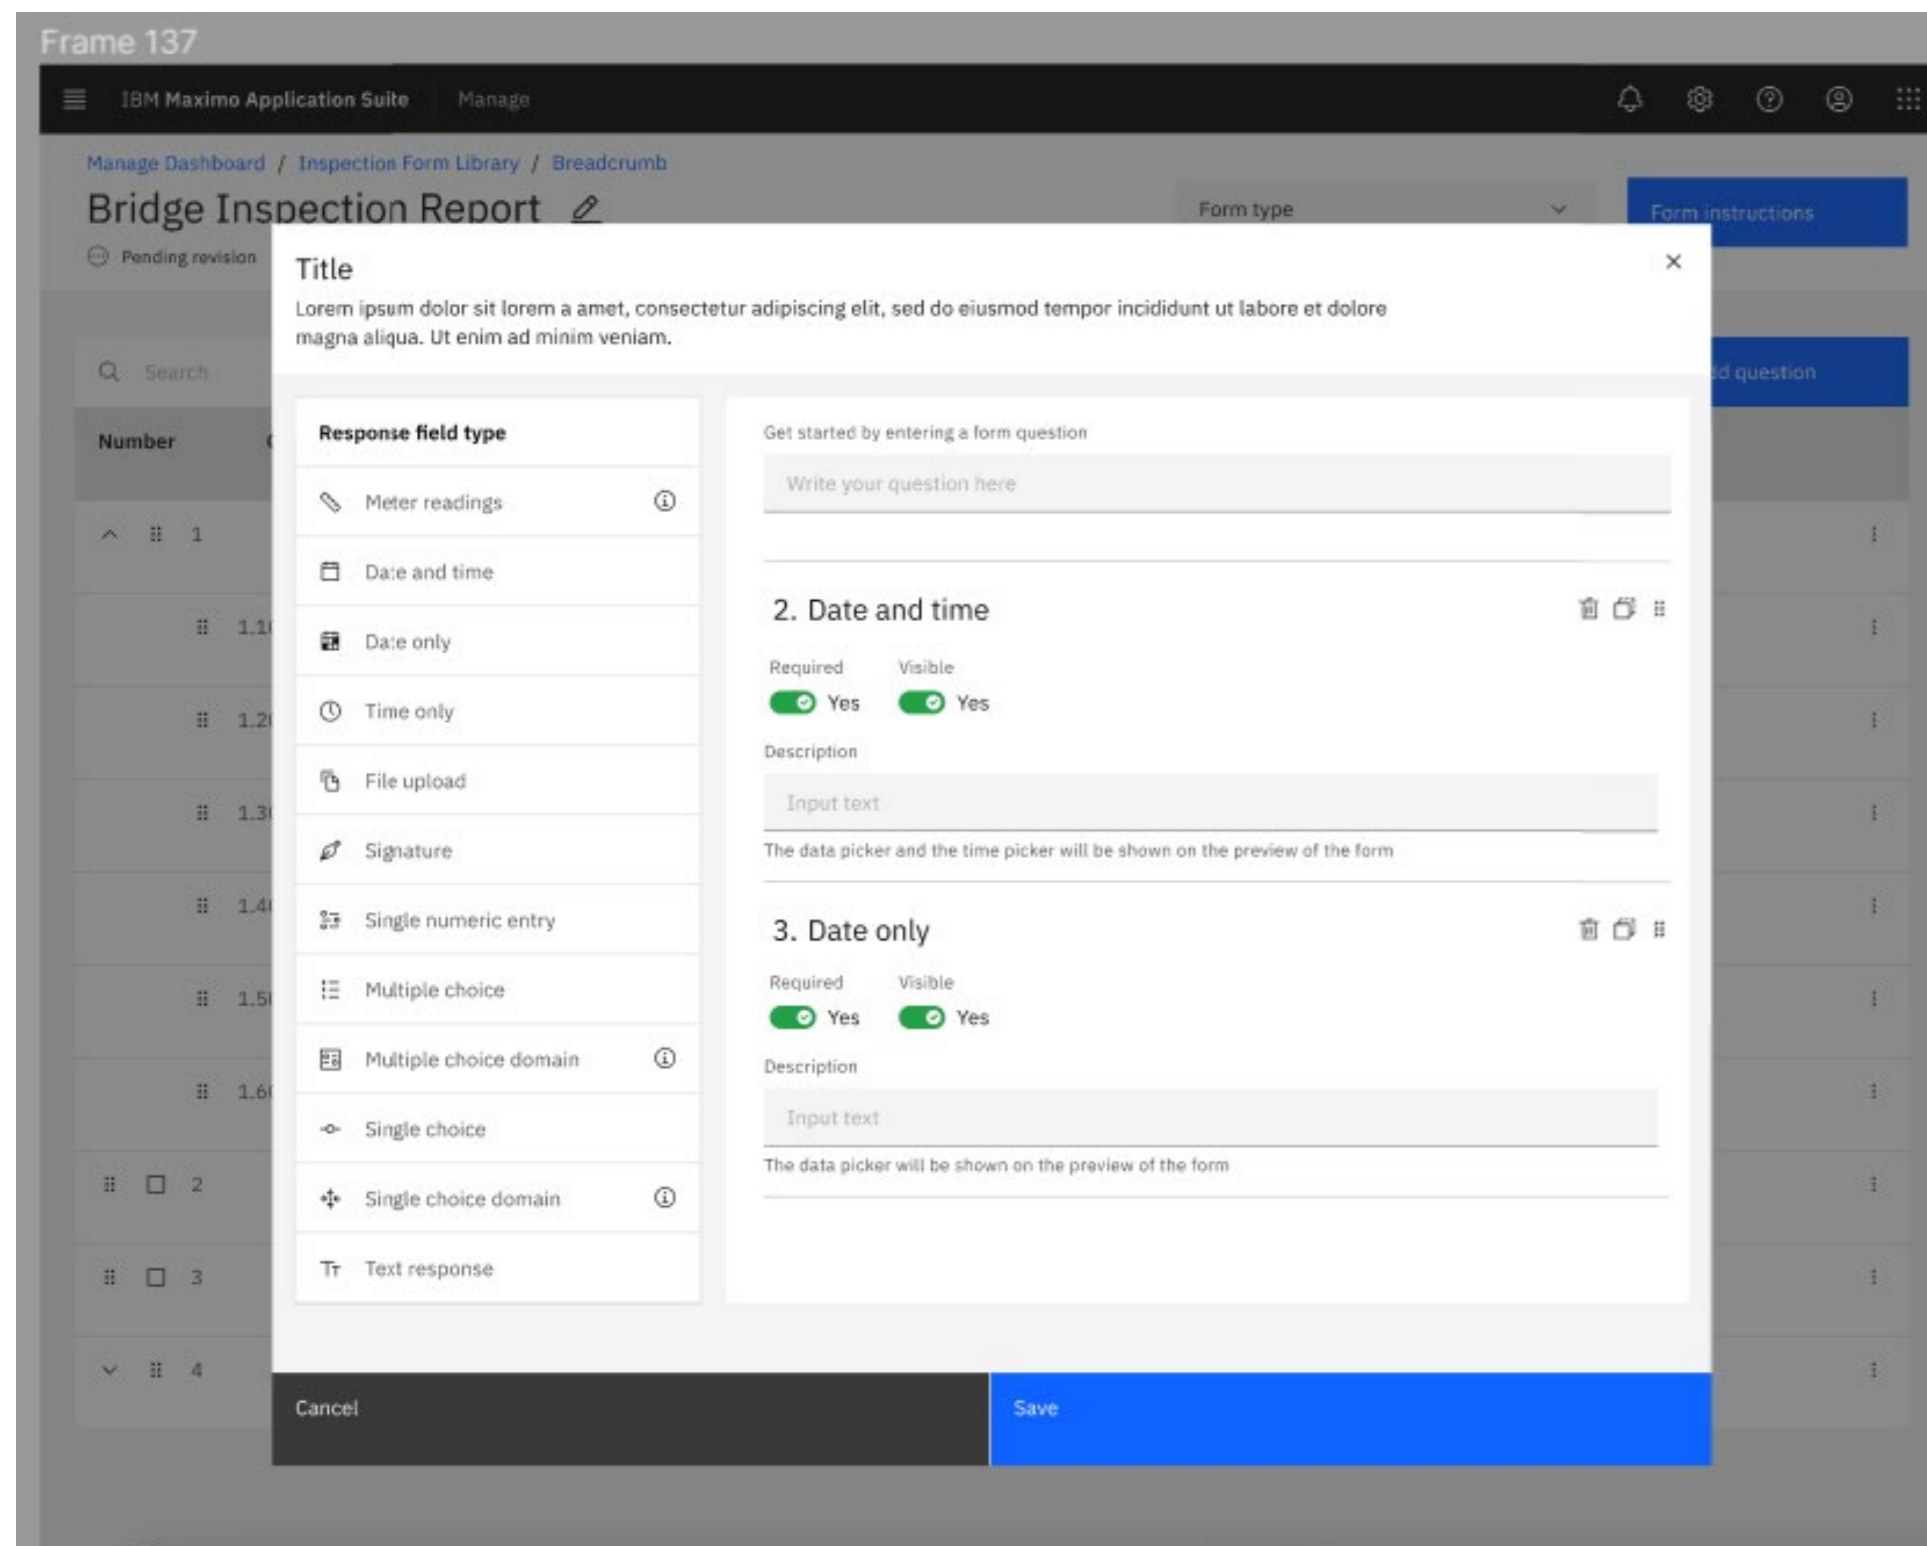 Frame 137
IBM Maximo Application Suite
Manage
Manage Dashboard / Inspection Form Library / Breadcrumb
Bridge Inspection Report
Form type
Form instructions
Pending revision
Title
Lorem ipsum dolor sit lorem a amet, consectetur adipiscing elit, sed do eiusmod tempor incididunt ut labore et dolore
magna aliqua. Ut enim ad minim veniam.
Search
question
Number
Response field type
Meter readings
Date and time
Date only
Time only
File upload
Signature
Single numeric entry
Multiple choice
Multiple choice domain
Single choice
Single choice domain
Text response
Get started by entering a form question
Write your question here
2. Date and time
Required Visible
Yes Yes
Description
Input text
The data picker and the time picker will be shown on the preview of the form
3. Date only
Required Visible
Yes Yes
Description
Input text
The data picker will be shown on the preview of the form
1
2
3
4
Cancel
Save